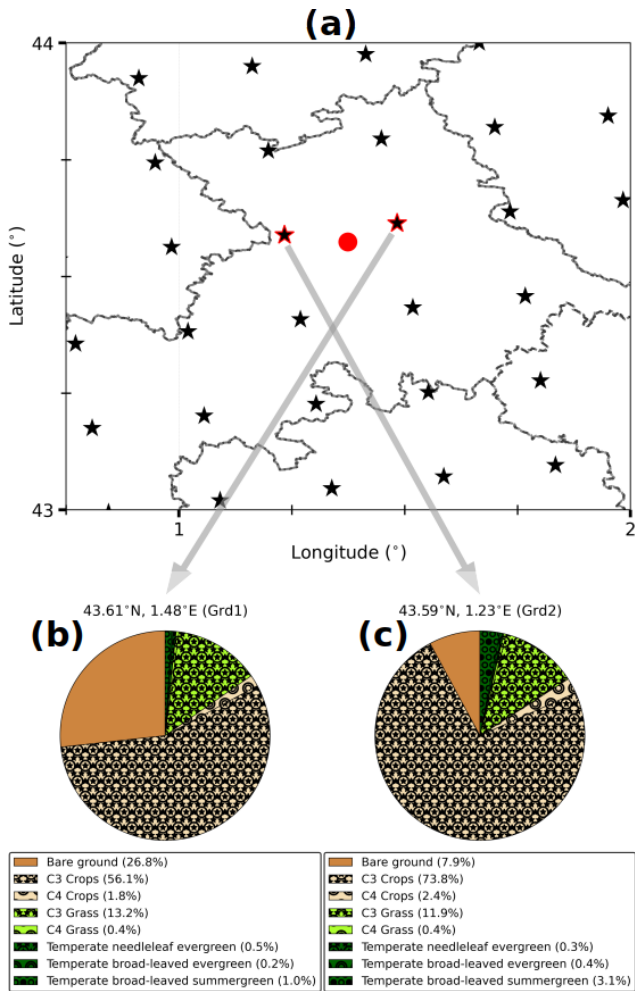 (a)
44
Latitude (°)
43
1
2
Longitude (°)
43.61°N, 1.48°E (Grd1)
43.59°N, 1.23°E (Grd2)
(b)
(c)
Bare ground (26.8%)
C3 Crops (56.1%)
C4 Crops (1.8%)
C3 Grass (13.2%)
C4 Grass (0.4%)
Temperate needleleaf evergreen (0.5%)
Temperate broad-leaved evergreen (0.2%)
Temperate broad-leaved summergreen (1.0%)
Bare ground (7.9%)
C3 Crops (73.8%)
C4 Crops (2.4%)
C3 Grass (11.9%)
C4 Grass (0.4%)
Temperate needleleaf evergreen (0.3%)
Temperate broad-leaved evergreen (0.4%)
Temperate broad-leaved summergreen (3.1%)